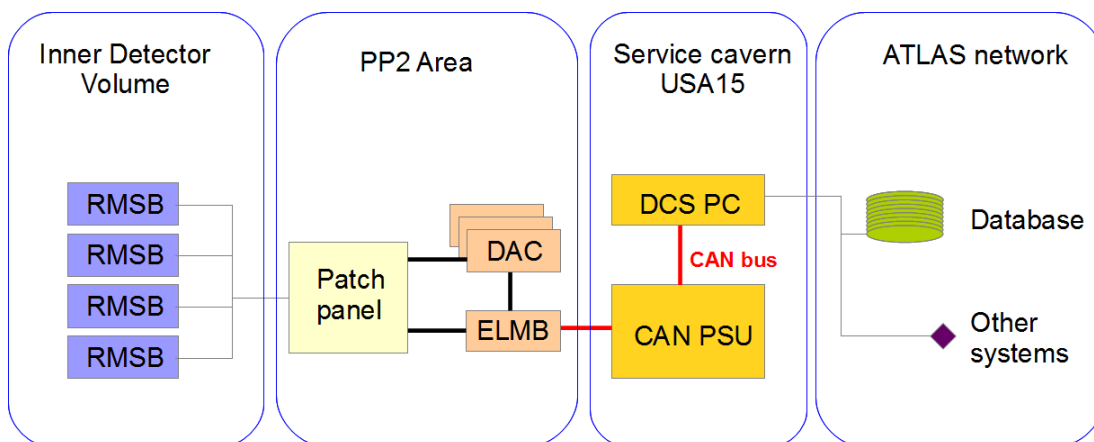 Inner Detector
Volume
PP2 Area
Service cavern
USA15
ATLAS network
RMSB
RMSB
RMSB
RMSB
Patch
panel
DAC
ELMB
DCS PC
CAN bus
CAN PSU
Database
Other
systems